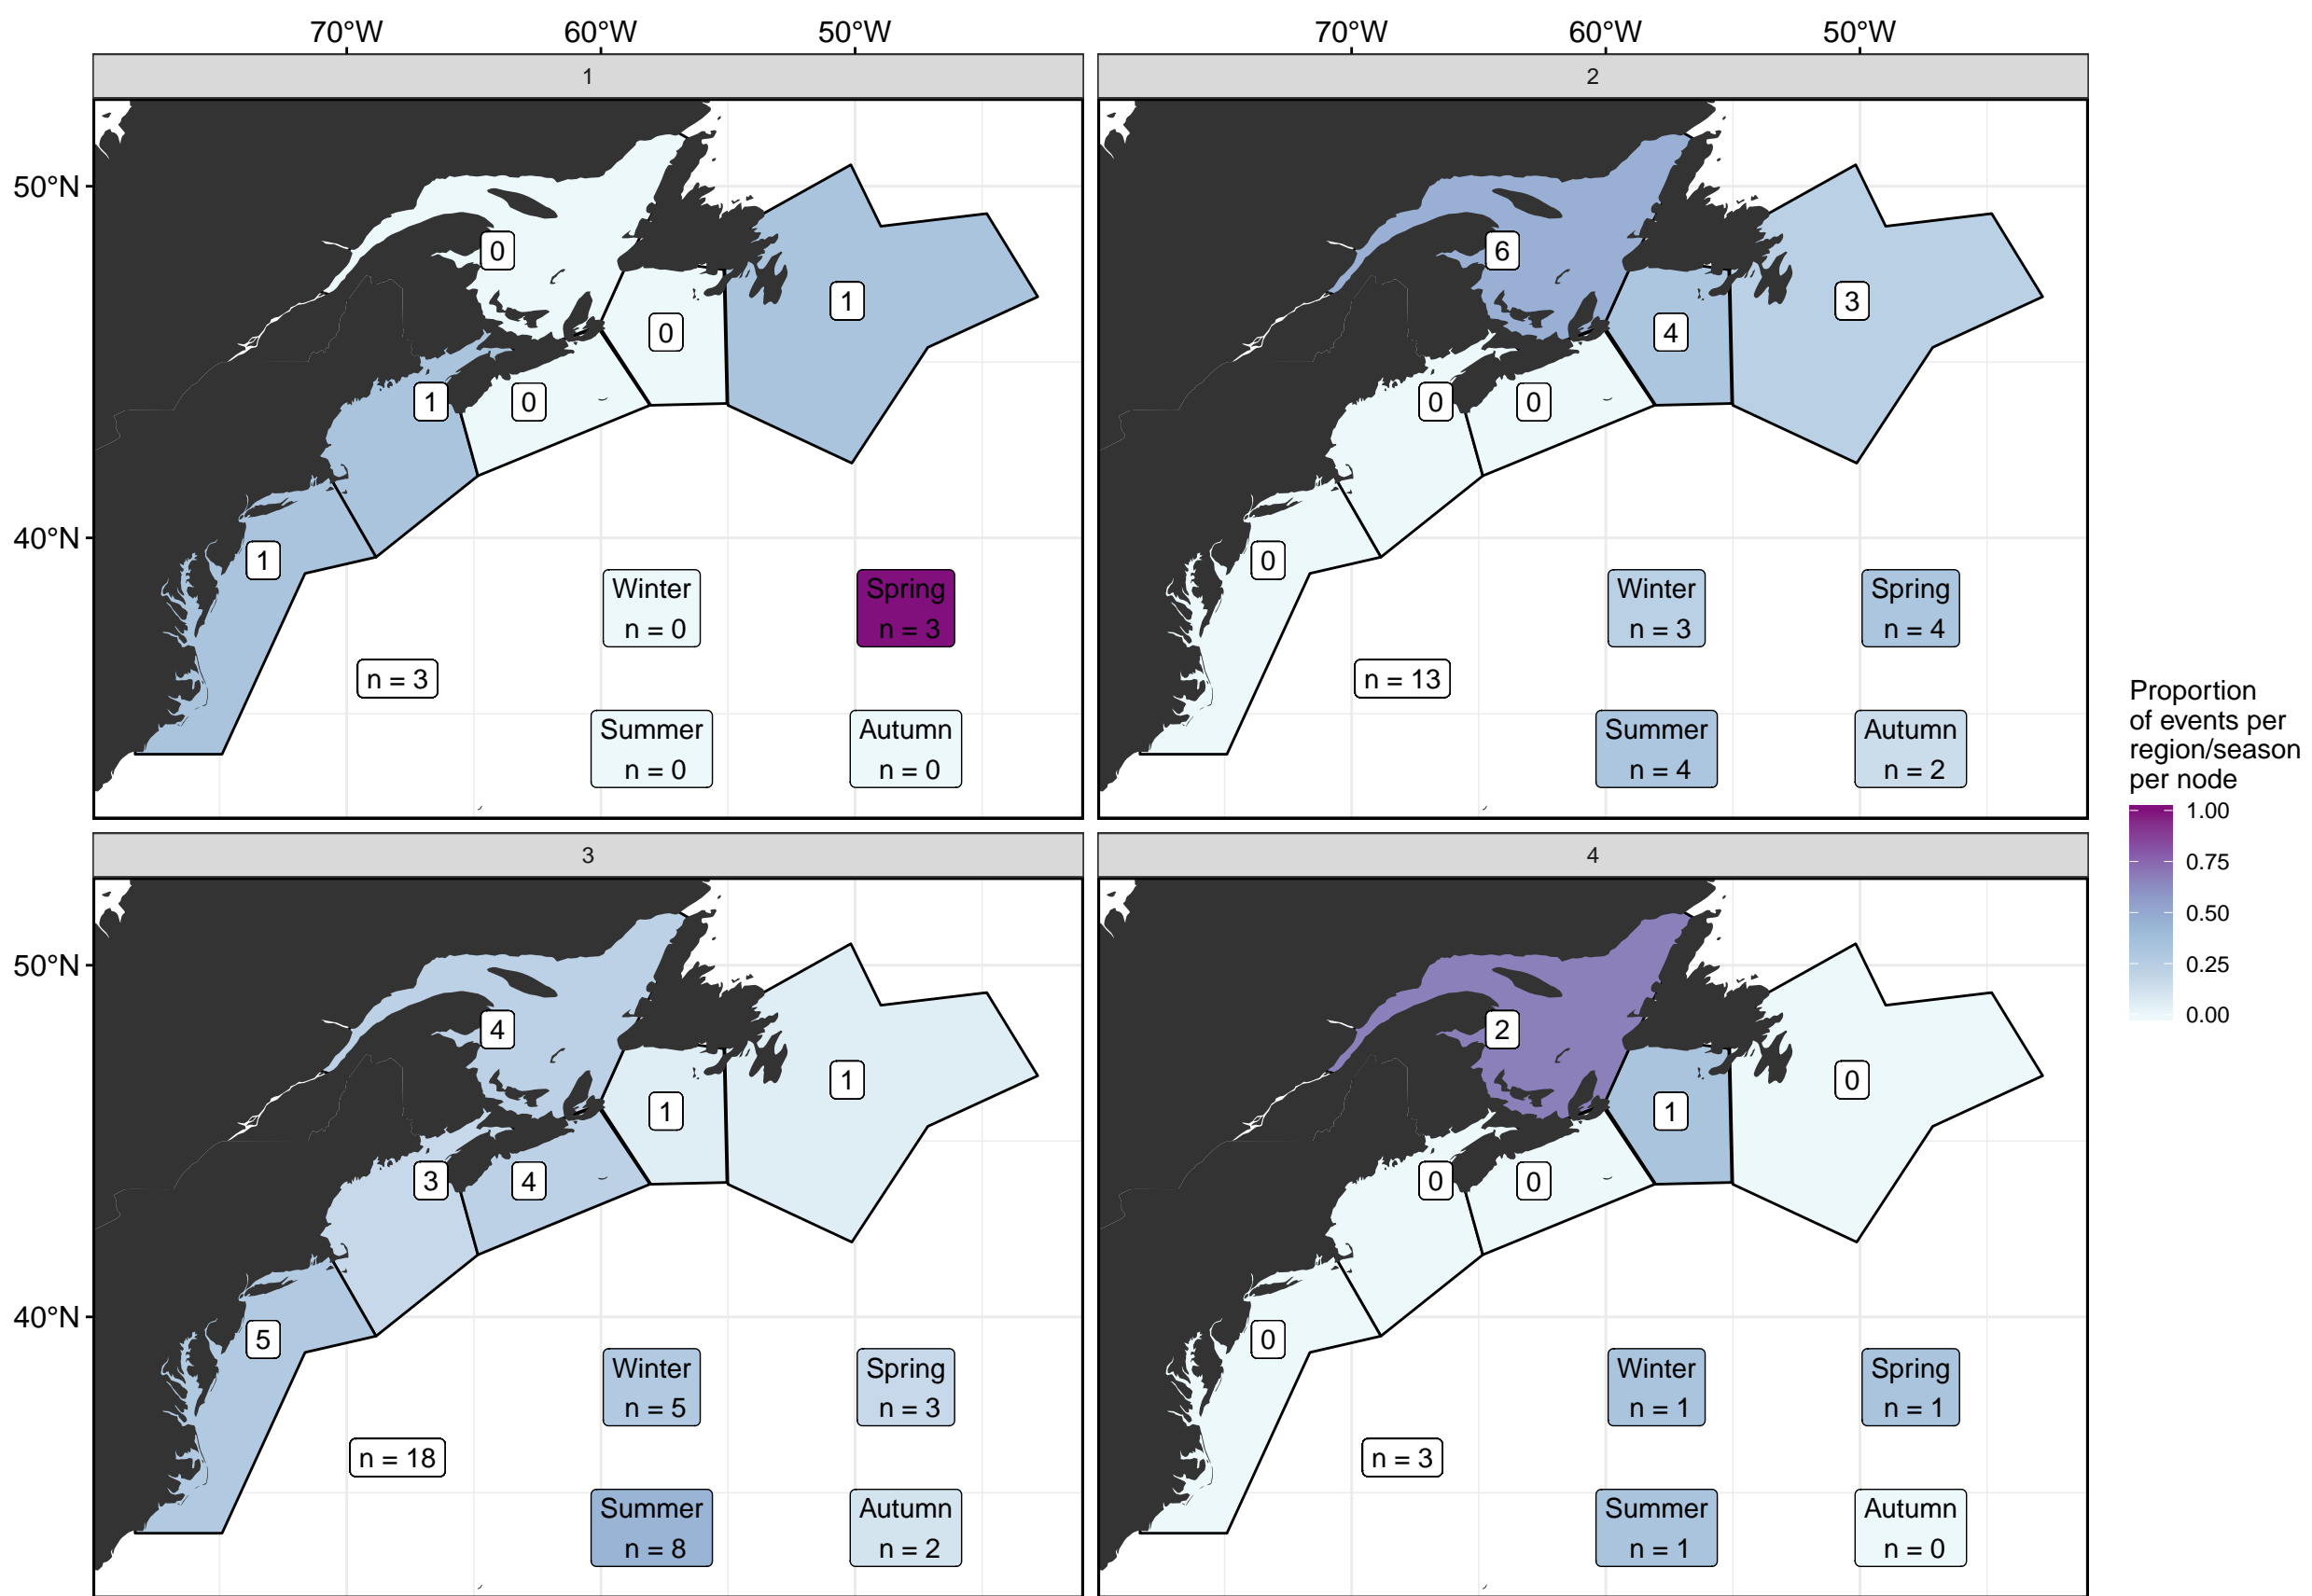 70°W 60°W 50°W 70°W 60°W 50°W
1
2
50°N
40°N
0
1
0
1
0
1
Winter
n = 0
Spring
n = 3
n = 3
Summer
n = 0
Autumn
n = 0
6
3
4
0
0
0
Winter
n = 3
Spring
n = 4
n = 13
Summer
n = 4
Autumn
n = 2
3
4
50°N
40°N
4
1
1
3
4
5
Winter
n = 5
Spring
n = 3
n = 18
Summer
n = 8
Autumn
n = 2
2
0
1
0
0
0
Winter
n = 1
Spring
n = 1
n = 3
Summer
n = 1
Autumn
n = 0
Proportion
of events per
region/season
per node
1.00
0.75
0.50
0.25
0.00